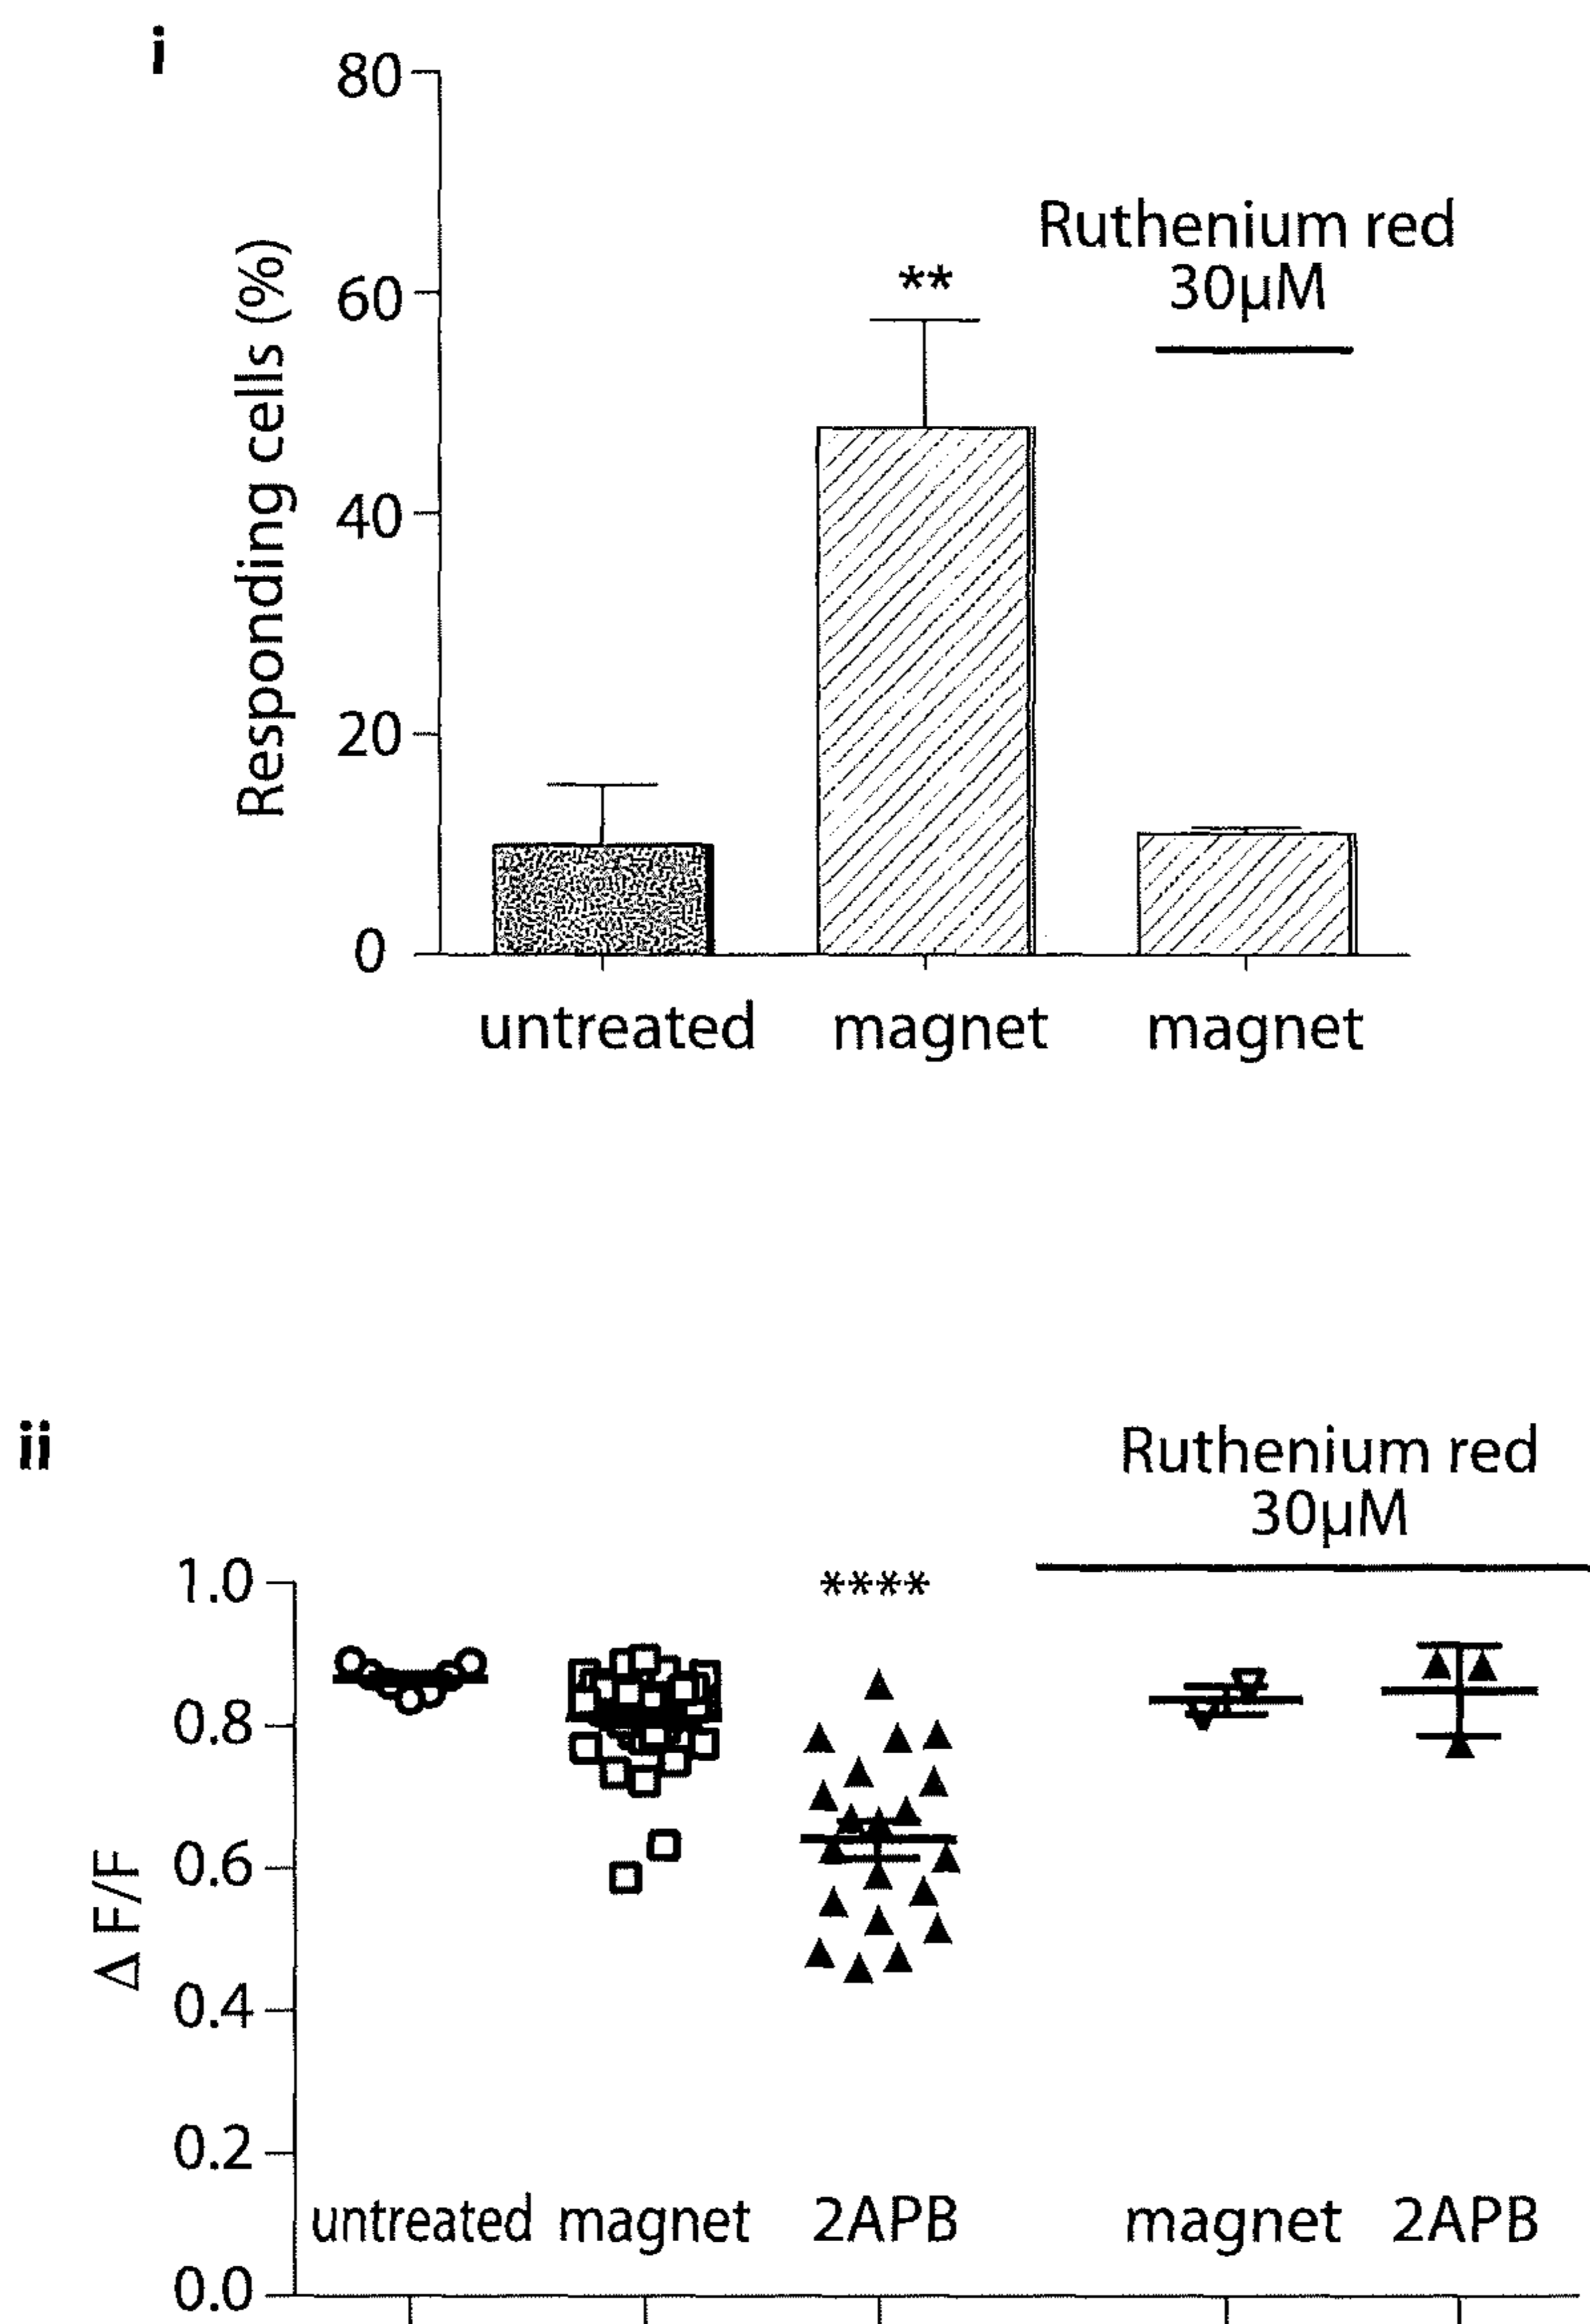 i
80
60
40
20
0
Responding cells (%)
Ruthenium red
30µM
**
untreated
magnet
magnet
ii
Ruthenium red
30µM
****
1.0
0.8
0.6
0.4
0.2
0.0
Δ F/F
untreated
magnet
2APB
magnet
2APB